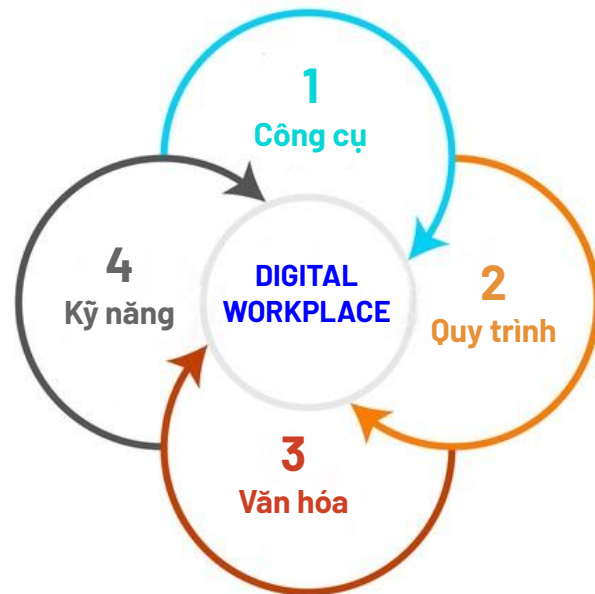 1
Công cụ
2
Quy trình
3
Văn hóa
4
Kỹ năng
DIGITAL
WORKPLACE